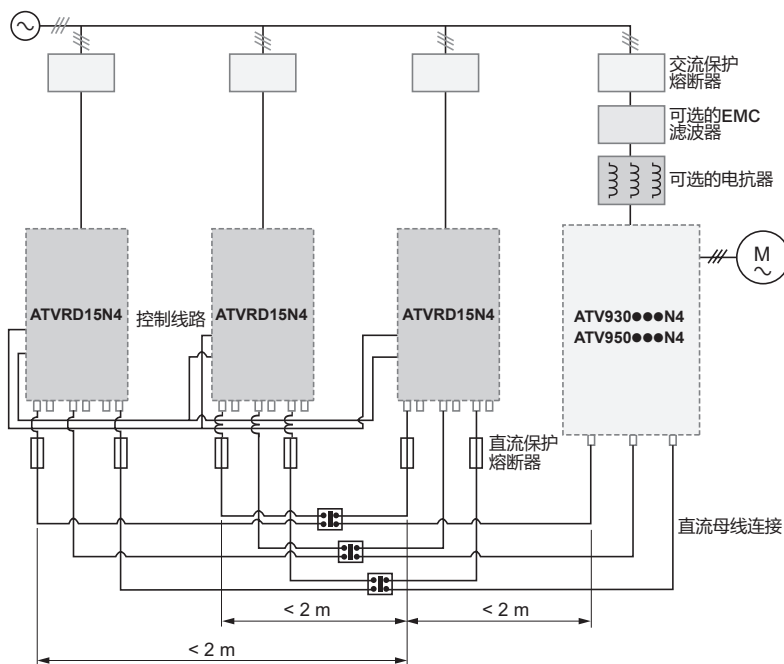 交流保护
熔断器
可选的EMC
滤波器
可选的电抗器
M
ATVRD15N4
控制线路
ATVRD15N4
ATVRD15N4
ATV930●●●N4
ATV950●●●N4
直流保护
熔断器
直流母线连接
< 2 m
< 2 m
< 2 m